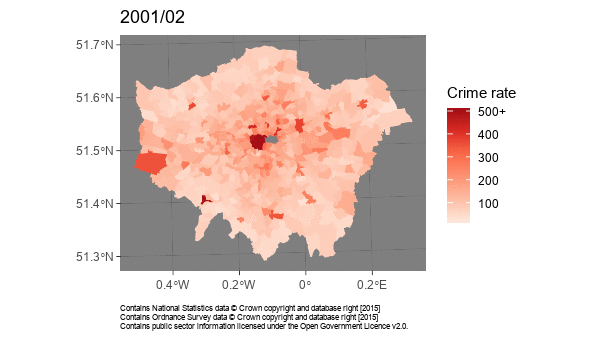 2001/02
51.7°N
51.6°N
51.5°N
51.4°N
51.3°N
0.4°W
0.2°W
0°
0.2°E
Crime rate
500+
400
300
200
100
Contains National Statistics data © Crown copyright and database right [2015]
Contains Ordnance Survey data © Crown copyright and database right [2015]
Contains public sector information licensed under the Open Government Licence v2.0.